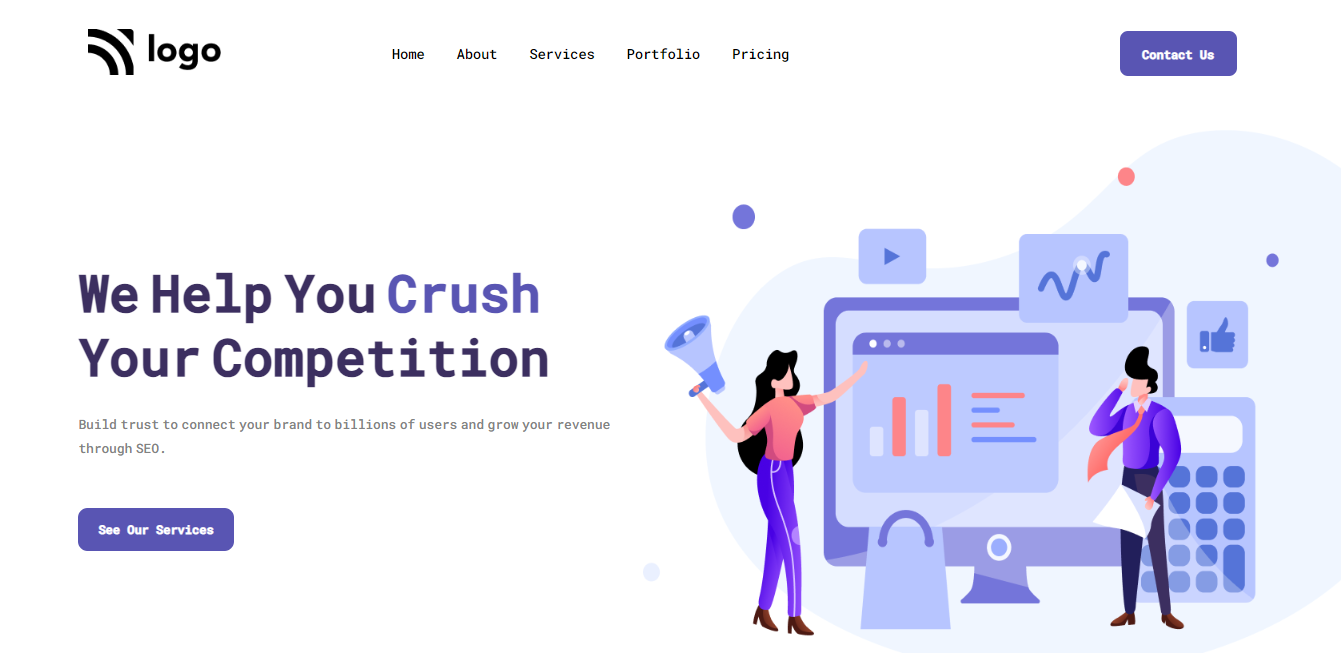 logo
Home About Services Portfolio Pricing
Contact Us
We Help You Crush
Your Competition
Build trust to connect your brand to billions of users and grow your revenue
through SEO.
See Our Services